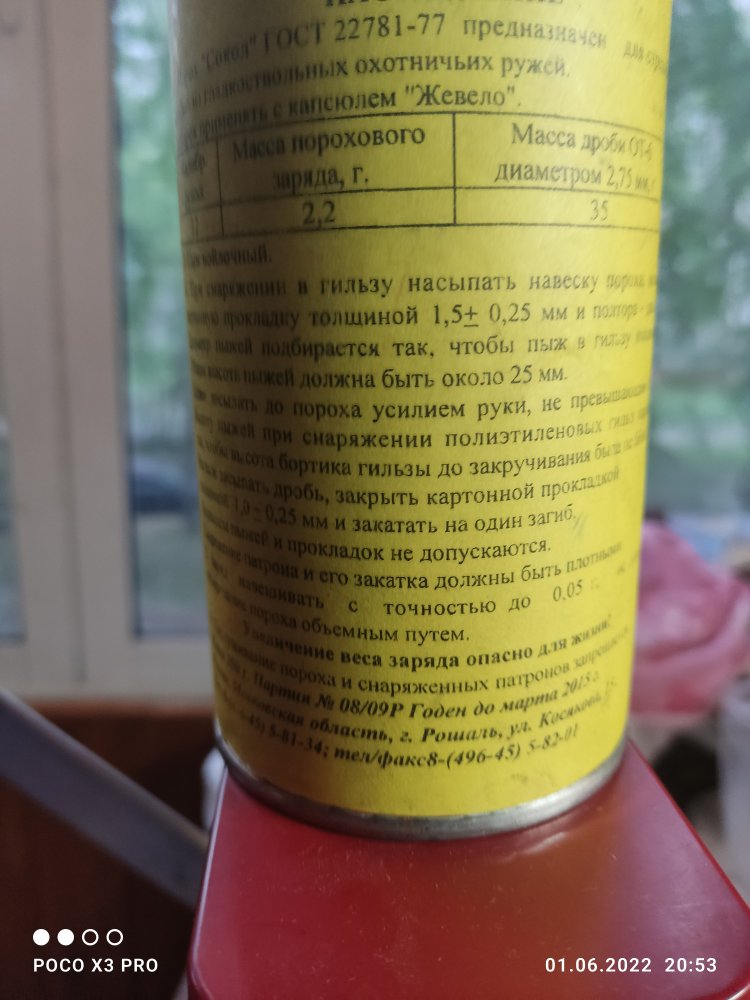 "Сокол" ГОСТ 22781-77 предназначен для
гладкоствольных охотничьих ружей.
применять с капсюлем "Жевело".
Масса порохового
заряда, г.
Масса дроби
диаметром 2,75 мм,
2,2
35
войлочный.
При снаряжении в гильзу насыпать навеску пороха
прокладку толщиной 1,5± 0,25 мм и полтора
пыжей подбирается так, чтобы пыж в гильзу
высота пыжей должна быть около 25 мм.
досылать до пороха усилием руки, не превышающим
пыжей при снаряжении полиэтиленовых гильз
чтобы высота бортика гильзы до закручивания была не
засыпать дробь, закрыть картонной прокладкой
1,0±0,25 мм и закатать на один загиб.
пыжей и прокладок не допускаются.
патрона и его закатка должны быть плотными
взвешивать с точностью до 0,05 г.
пороха объемным путем.
Увеличение веса заряда опасно для жизни!
пороха и снаряженных патронов
Партия № 08/09Р Годен до марта 2015 г.
Московская область, г. Рошаль, ул. Косякова,
5-81-34; тел/факс8-(496-45) 5-82-01
POCO X3 PRO
01.06.2022 20:53